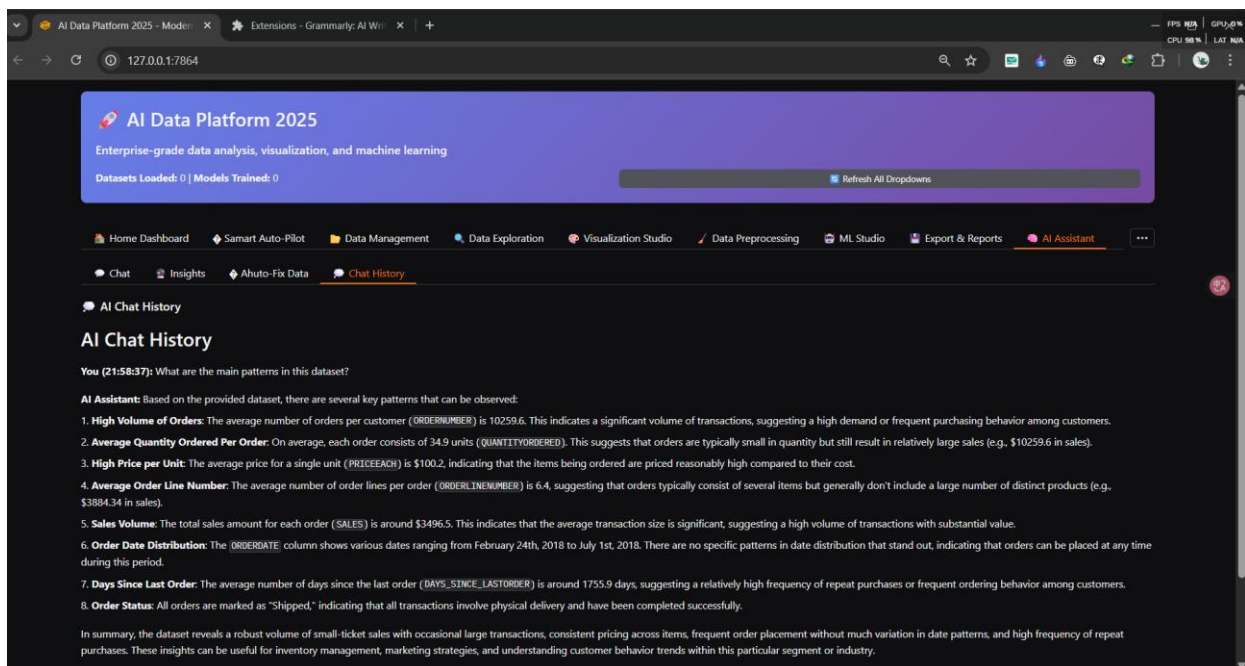 AI Data Platform 2025 - Modern
Extensions - Grammarly: AI Wri
FPS N/A GPU 0%
CPU 98% LAT N/A
127.0.0.1:7864
AI Data Platform 2025
Enterprise-grade data analysis, visualization, and machine learning
Datasets Loaded: 0 | Models Trained: 0
Refresh All Dropdowns
Home Dashboard Samart Auto-Pilot Data Management Data Exploration Visualization Studio Data Preprocessing ML Studio Export & Reports AI Assistant ...
Chat Insights Ahuto-Fix Data Chat History
AI Chat History
AI Chat History
You (21:58:37): What are the main patterns in this dataset?
AI Assistant: Based on the provided dataset, there are several key patterns that can be observed:
1. High Volume of Orders: The average number of orders per customer (ORDERNUMBER) is 10259.6. This indicates a significant volume of transactions, suggesting a high demand or frequent purchasing behavior among customers.
2. Average Quantity Ordered Per Order: On average, each order consists of 34.9 units (QUANTITYORDERED). This suggests that orders are typically small in quantity but still result in relatively large sales (e.g., $10259.6 in sales).
3. High Price per Unit: The average price for a single unit (PRICEEACH) is $100.2, indicating that the items being ordered are priced reasonably high compared to their cost.
4. Average Order Line Number: The average number of order lines per order (ORDERLINENUMBER) is 6.4, suggesting that orders typically consist of several items but generally don't include a large number of distinct products (e.g.,
$3884.34 in sales).
5. Sales Volume: The total sales amount for each order (SALES) is around $3496.5. This indicates that the average transaction size is significant, suggesting a high volume of transactions with substantial value.
6. Order Date Distribution: The ORDERDATE column shows various dates ranging from February 24th, 2018 to July 1st, 2018. There are no specific patterns in date distribution that stand out, indicating that orders can be placed at any time
during this period.
7. Days Since Last Order: The average number of days since the last order (DAYS_SINCE_LASTORDER) is around 1755.9 days, suggesting a relatively high frequency of repeat purchases or frequent ordering behavior among customers.
8. Order Status: All orders are marked as "Shipped," indicating that all transactions involve physical delivery and have been completed successfully.
In summary, the dataset reveals a robust volume of small-ticket sales with occasional large transactions, consistent pricing across items, frequent order placement without much variation in date patterns, and high frequency of repeat
purchases. These insights can be useful for inventory management, marketing strategies, and understanding customer behavior trends within this particular segment or industry.